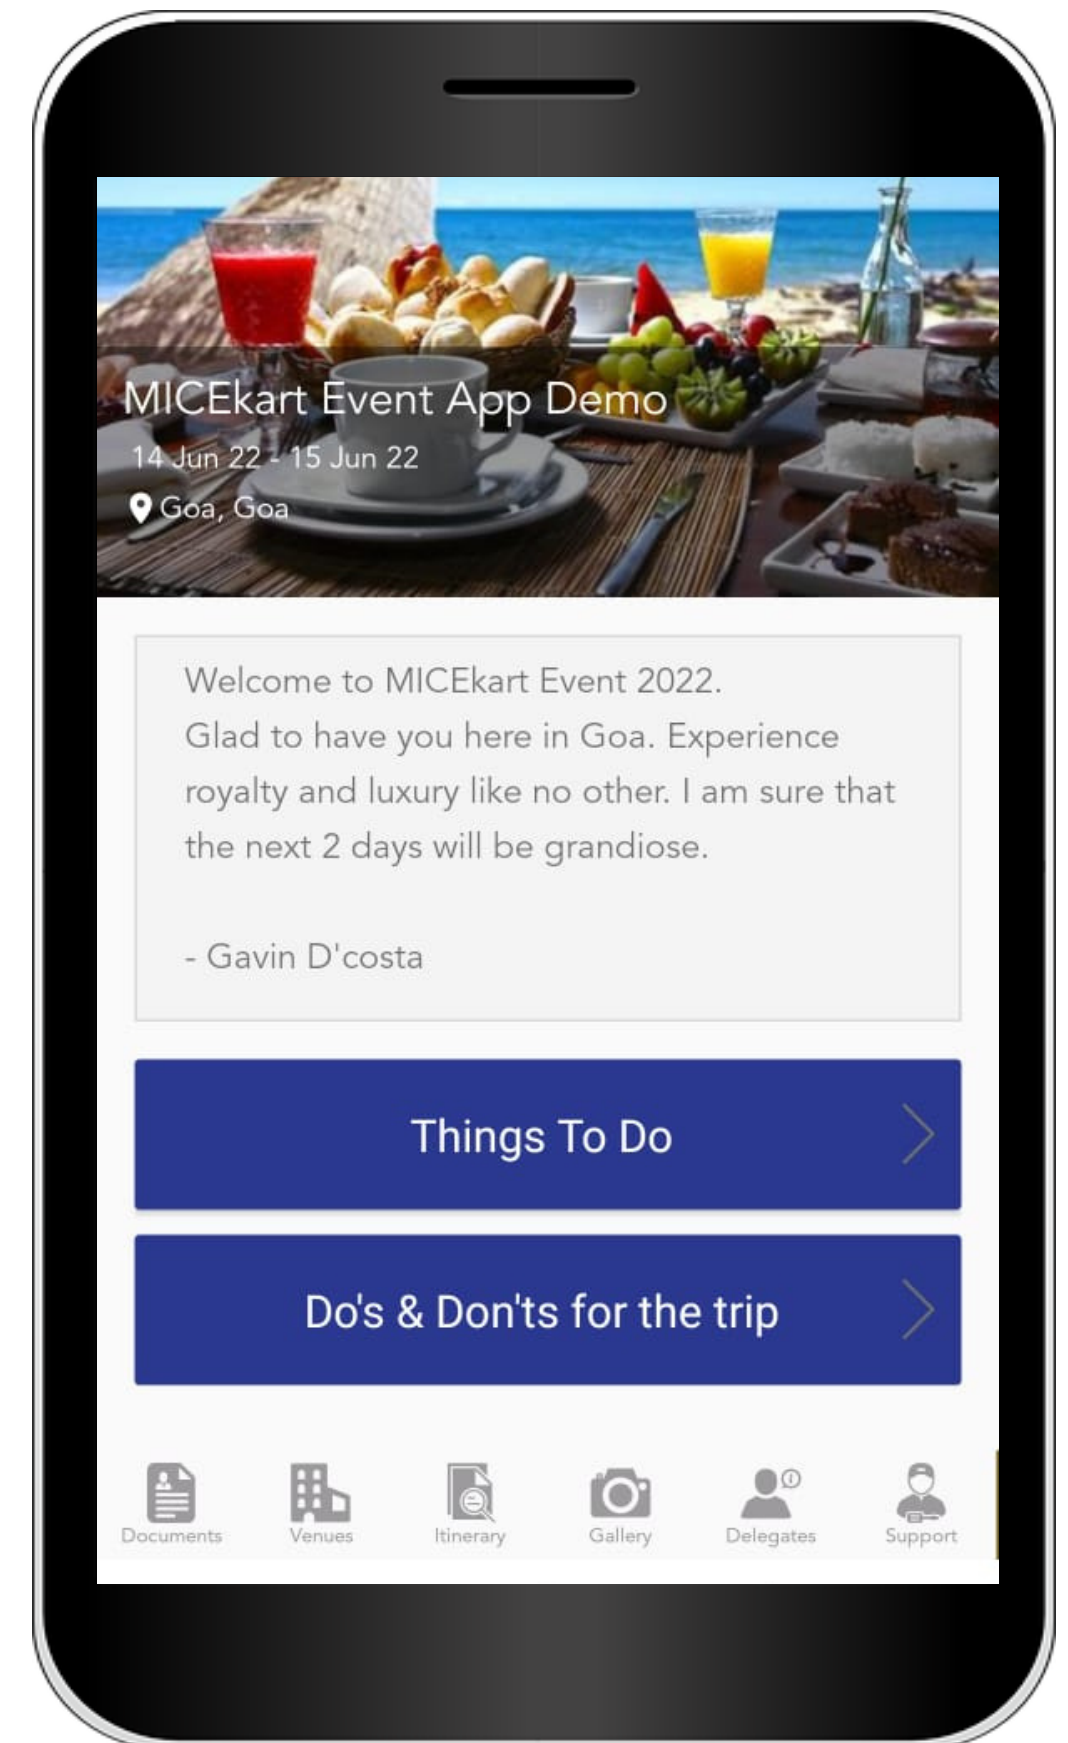 MICEkart Event App Demo
14 Jun 22 - 15 Jun 22
Goa, Goa
Welcome to MICEkart Event 2022.
Glad to have you here in Goa. Experience
royalty and luxury like no other. I am sure that
the next 2 days will be grandiose.
- Gavin D'costa
Things To Do
Do's & Don'ts for the trip
Documents Venues Itinerary Gallery Delegates Support